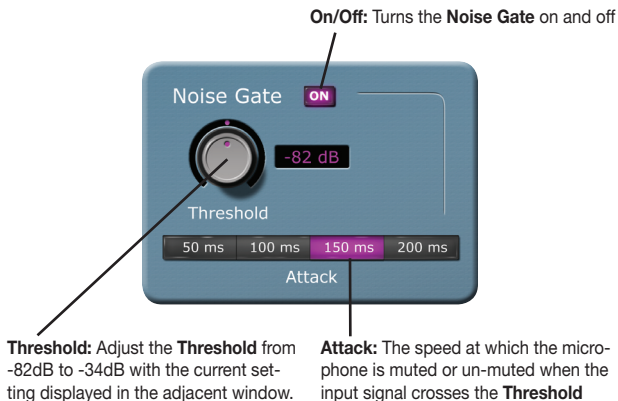 On/Off: Turns the Noise Gate on and off
Noise Gate ON
-82 dB
Threshold
50 ms 100 ms 150 ms 200 ms
Attack
Threshold: Adjust the Threshold from
-82dB to -34dB with the current set-
ting displayed in the adjacent window.
Attack: The speed at which the micro-
phone is muted or un-muted when the
input signal crosses the Threshold